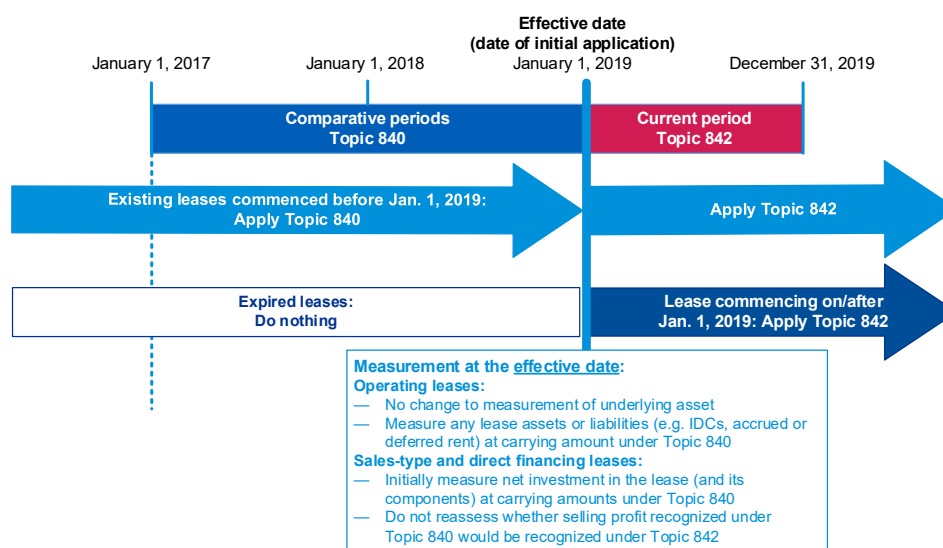 Effective date
(date of initial application)
January 1, 2017
January 1, 2018
January 1, 2019
December 31, 2019
Comparative periods
Topic 840
Current period
Topic 842
Existing leases commenced before Jan. 1, 2019:
Apply Topic 840
Apply Topic 842
Expired leases:
Do nothing
Lease commencing on/after
Jan. 1, 2019: Apply Topic 842
Measurement at the effective date:
Operating leases:
— No change to measurement of underlying asset
— Measure any lease assets or liabilities (e.g. IDCs, accrued or
deferred rent) at carrying amount under Topic 840
Sales-type and direct financing leases:
— Initially measure net investment in the lease (and its
components) at carrying amounts under Topic 840
— Do not reassess whether selling profit recognized under
Topic 840 would be recognized under Topic 842